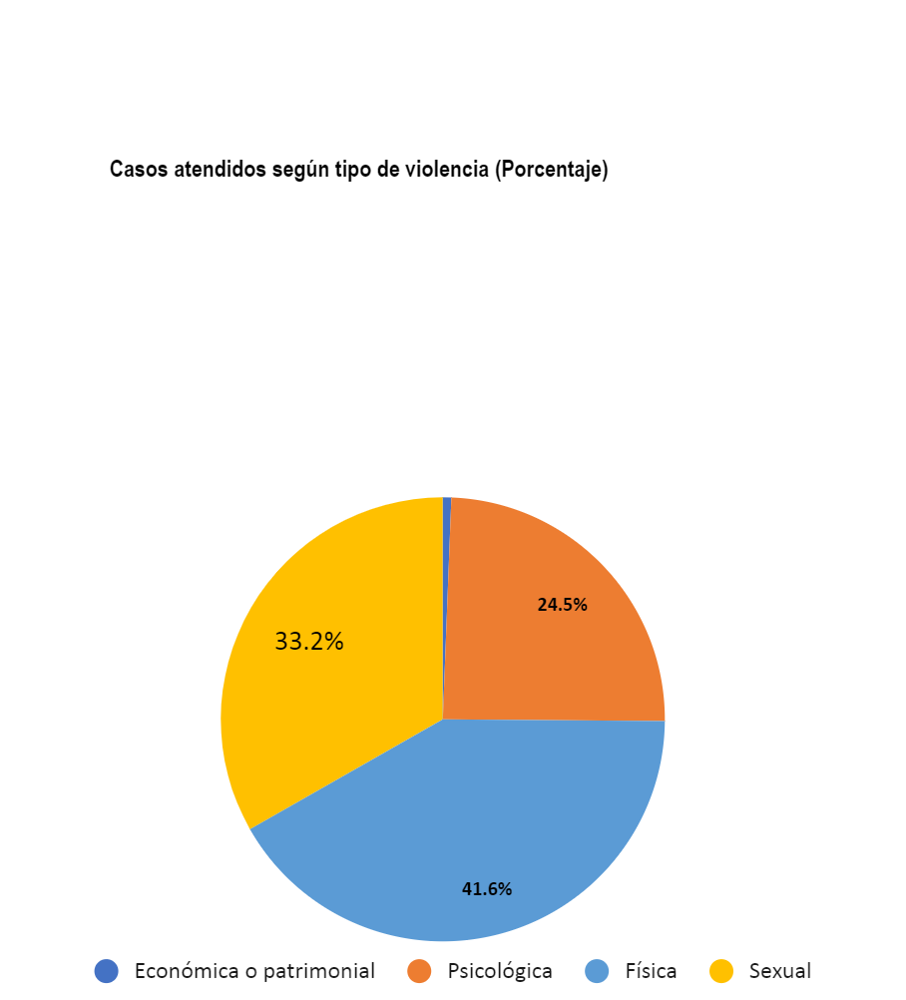 Casos atendidos según tipo de violencia (Porcentaje)
24.5%
33.2%
41.6%
Económica o patrimonial Psicológica Física Sexual